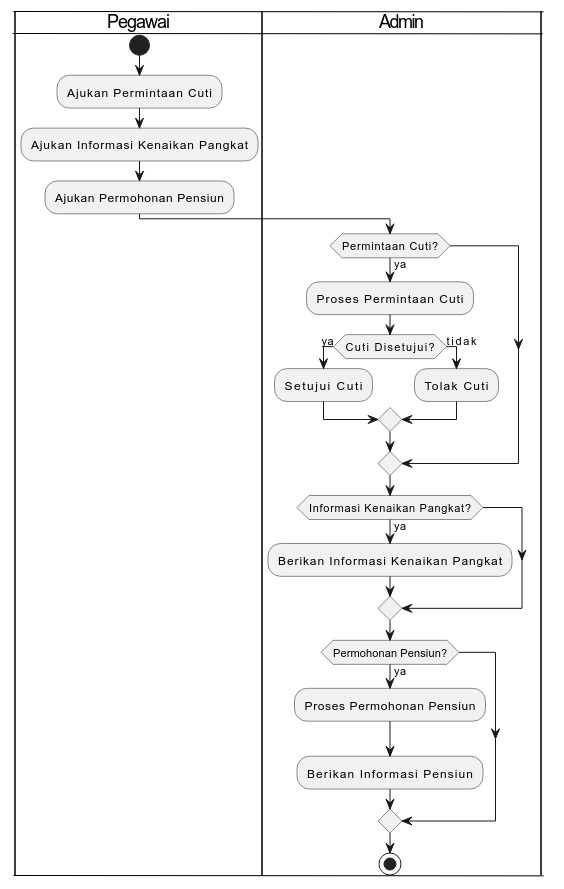 Pegawai
Admin
Ajukan Permintaan Cuti
Ajukan Informasi Kenaikan Pangkat
Ajukan Permohonan Pensiun
Permintaan Cuti?
ya
Proses Permintaan Cuti
ya
Cuti Disetujui?
tidak
Setujui Cuti
Tolak Cuti
Informasi Kenaikan Pangkat?
ya
Berikan Informasi Kenaikan Pangkat
Permohonan Pensiun?
ya
Proses Permohonan Pensiun
Berikan Informasi Pensiun